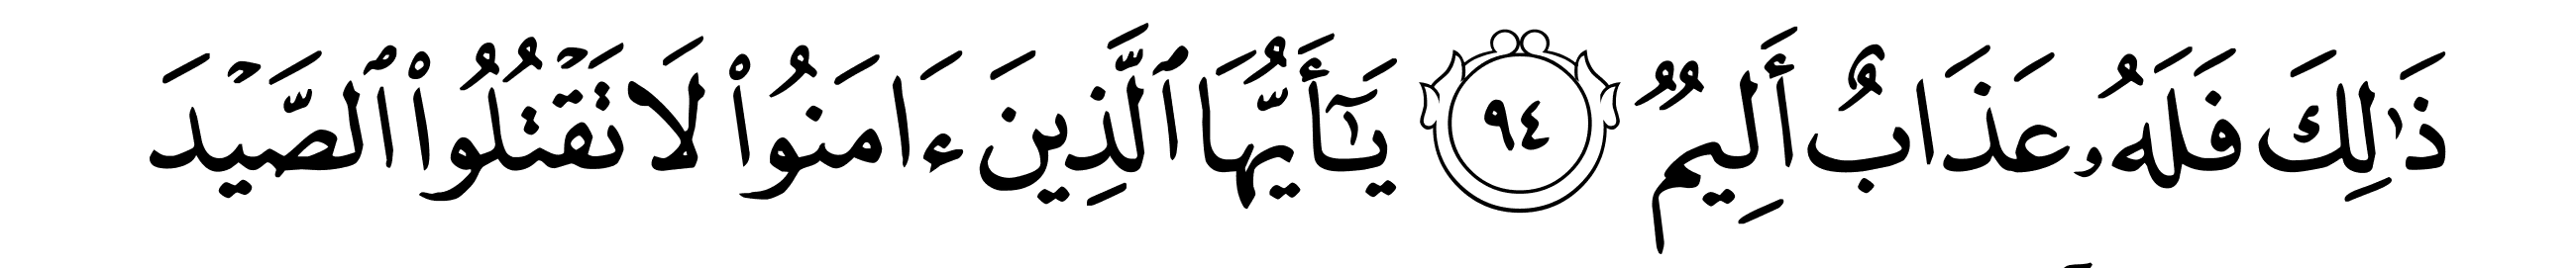 ذَٰلِكَ فَلَهُۥ عَذَابٌ أَلِيمٌ ٩٤ يَـٰٓأَيُّهَا ٱلَّذِينَ ءَامَنُوا۟ لَا تَقْتُلُوا۟ ٱلصَّيْدَ